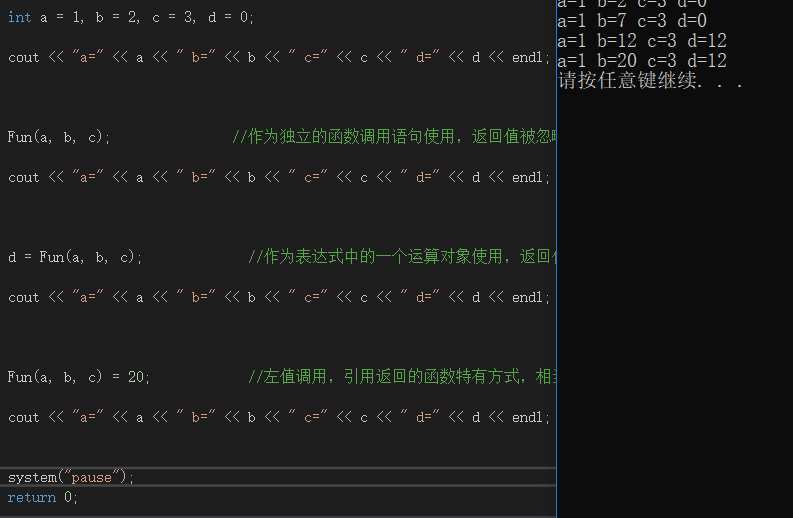 int a = 1, b = 2, c = 3, d = 0;
cout << "a=" << a << " b=" << b << " c=" << c << " d=" << d << endl;
Fun(a, b, c); //作为独立的函数调用语句使用，返回值被忽略
cout << "a=" << a << " b=" << b << " c=" << c << " d=" << d << endl;
d = Fun(a, b, c); //作为表达式中的一个运算对象使用，返回
cout << "a=" << a << " b=" << b << " c=" << c << " d=" << d << endl;
Fun(a, b, c) = 20; //左值调用，引用返回的函数特有方式，相
cout << "a=" << a << " b=" << b << " c=" << c << " d=" << d << endl;
system("pause");
return 0;
a=1 b=2 c=3 d=0
a=1 b=7 c=3 d=0
a=1 b=12 c=3 d=12
a=1 b=20 c=3 d=12
请按任意键继续. . .